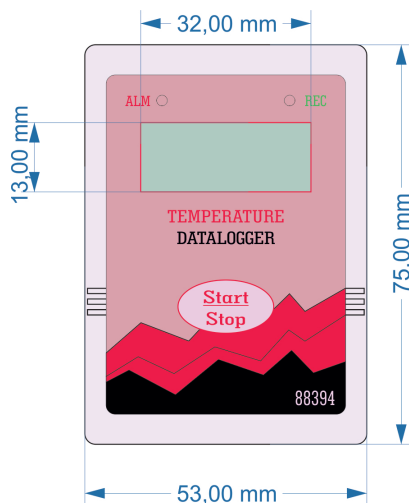 32,00 mm
ALM
REC
13,00 mm
TEMPERATURE
DATALOGGER
75,00 mm
Start
Stop
88394
53,00 mm